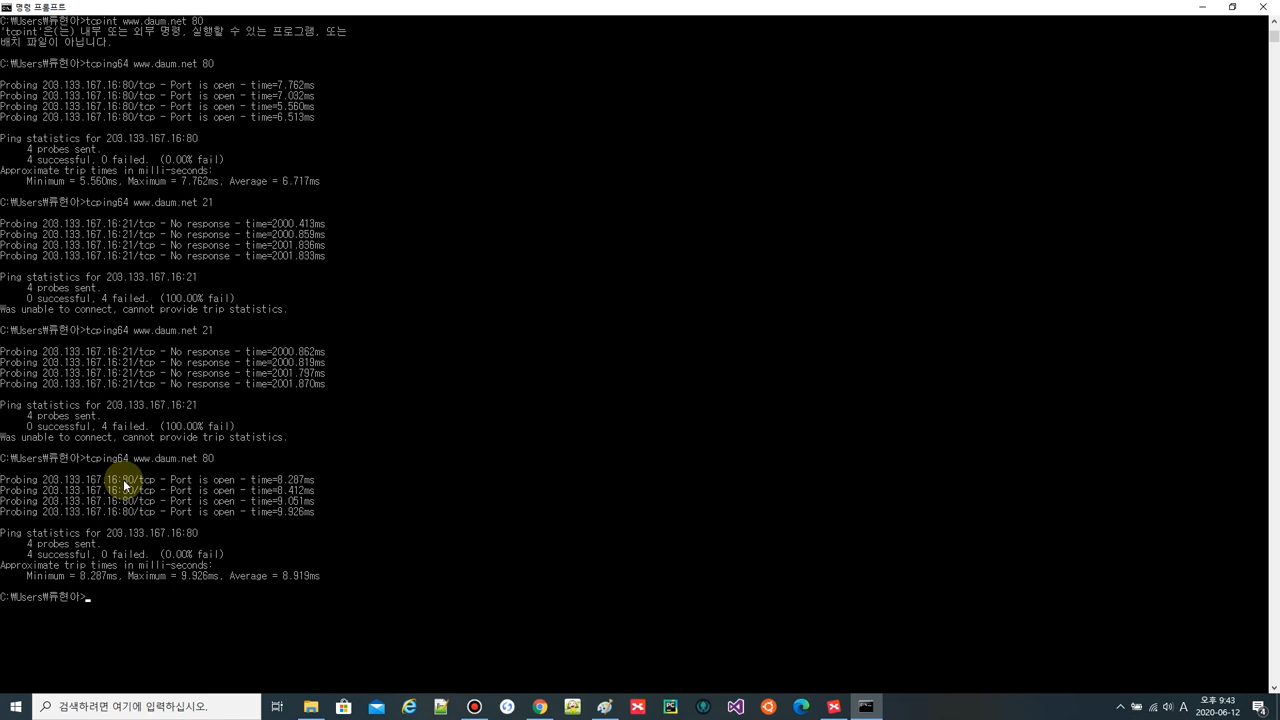 명령 프롬프트
C:\Users\류현아>tcpint www.daum.net 80
'tcpint'은(는) 내부 또는 외부 명령, 실행할 수 있는 프로그램, 또는
배치 파일이 아닙니다.
C:\Users\류현아>tcping64 www.daum.net 80
Probing 203.133.167.16:80/tcp - Port is open - time=7.762ms
Probing 203.133.167.16:80/tcp - Port is open - time=7.032ms
Probing 203.133.167.16:80/tcp - Port is open - time=5.560ms
Probing 203.133.167.16:80/tcp - Port is open - time=6.513ms
Ping statistics for 203.133.167.16:80
4 probes sent.
4 successful, 0 failed.  (0.00% fail)
Approximate trip times in milli-seconds:
Minimum = 5.560ms, Maximum = 7.762ms, Average = 6.717ms
C:\Users\류현아>tcping64 www.daum.net 21
Probing 203.133.167.16:21/tcp - No response - time=2000.413ms
Probing 203.133.167.16:21/tcp - No response - time=2000.859ms
Probing 203.133.167.16:21/tcp - No response - time=2001.836ms
Probing 203.133.167.16:21/tcp - No response - time=2001.833ms
Ping statistics for 203.133.167.16:21
4 probes sent.
0 successful, 4 failed.  (100.00% fail)
Was unable to connect, cannot provide trip statistics.
C:\Users\류현아>tcping64 www.daum.net 21
Probing 203.133.167.16:21/tcp - No response - time=2000.862ms
Probing 203.133.167.16:21/tcp - No response - time=2000.819ms
Probing 203.133.167.16:21/tcp - No response - time=2001.797ms
Probing 203.133.167.16:21/tcp - No response - time=2001.870ms
Ping statistics for 203.133.167.16:21
4 probes sent.
0 successful, 4 failed.  (100.00% fail)
Was unable to connect, cannot provide trip statistics.
C:\Users\류현아>tcping64 www.daum.net 80
Probing 203.133.167.16:80/tcp - Port is open - time=8.287ms
Probing 203.133.167.16:80/tcp - Port is open - time=8.412ms
Probing 203.133.167.16:80/tcp - Port is open - time=9.051ms
Probing 203.133.167.16:80/tcp - Port is open - time=9.926ms
Ping statistics for 203.133.167.16:80
4 probes sent.
4 successful, 0 failed.  (0.00% fail)
Approximate trip times in milli-seconds:
Minimum = 8.287ms, Maximum = 9.926ms, Average = 8.919ms
C:\Users\류현아>
검색하려면 여기에 입력하십시오.
A
오후 9:43
2020-06-12
4